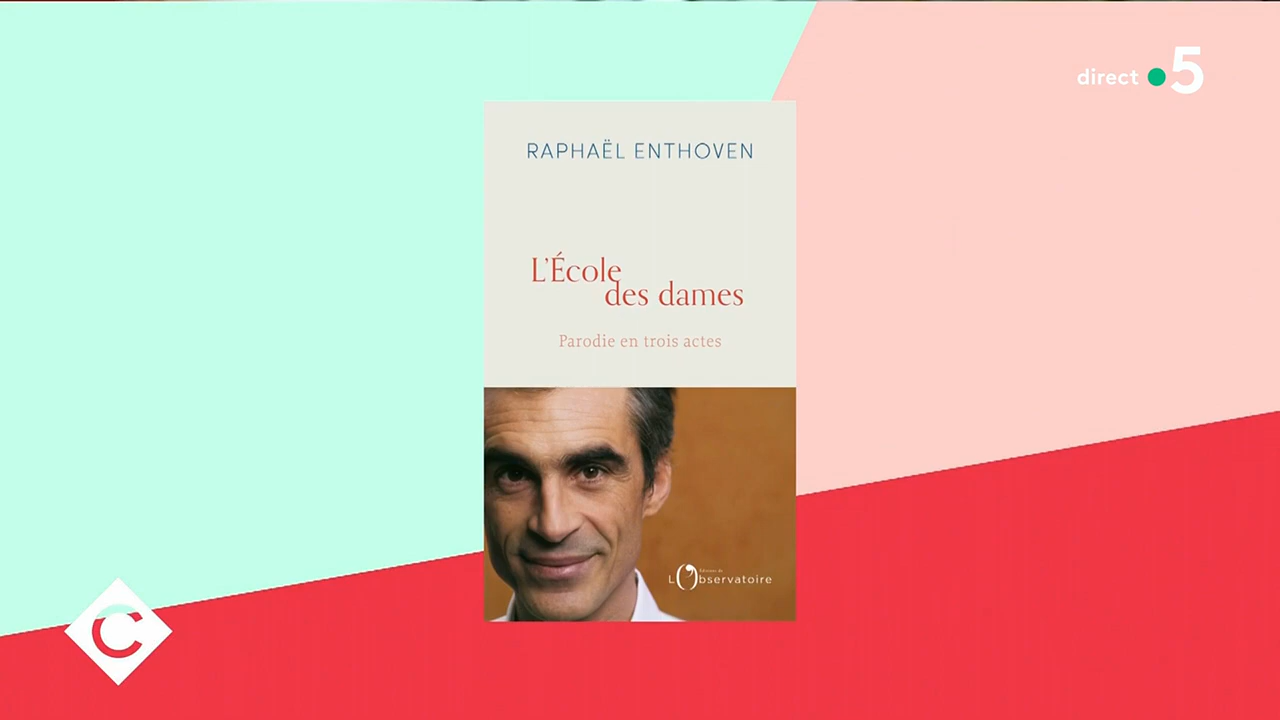 direct 5
RAPHAËL ENTHOVEN
L'École
des dames
Parodie en trois actes
Éditions de
L'Observatoire
C